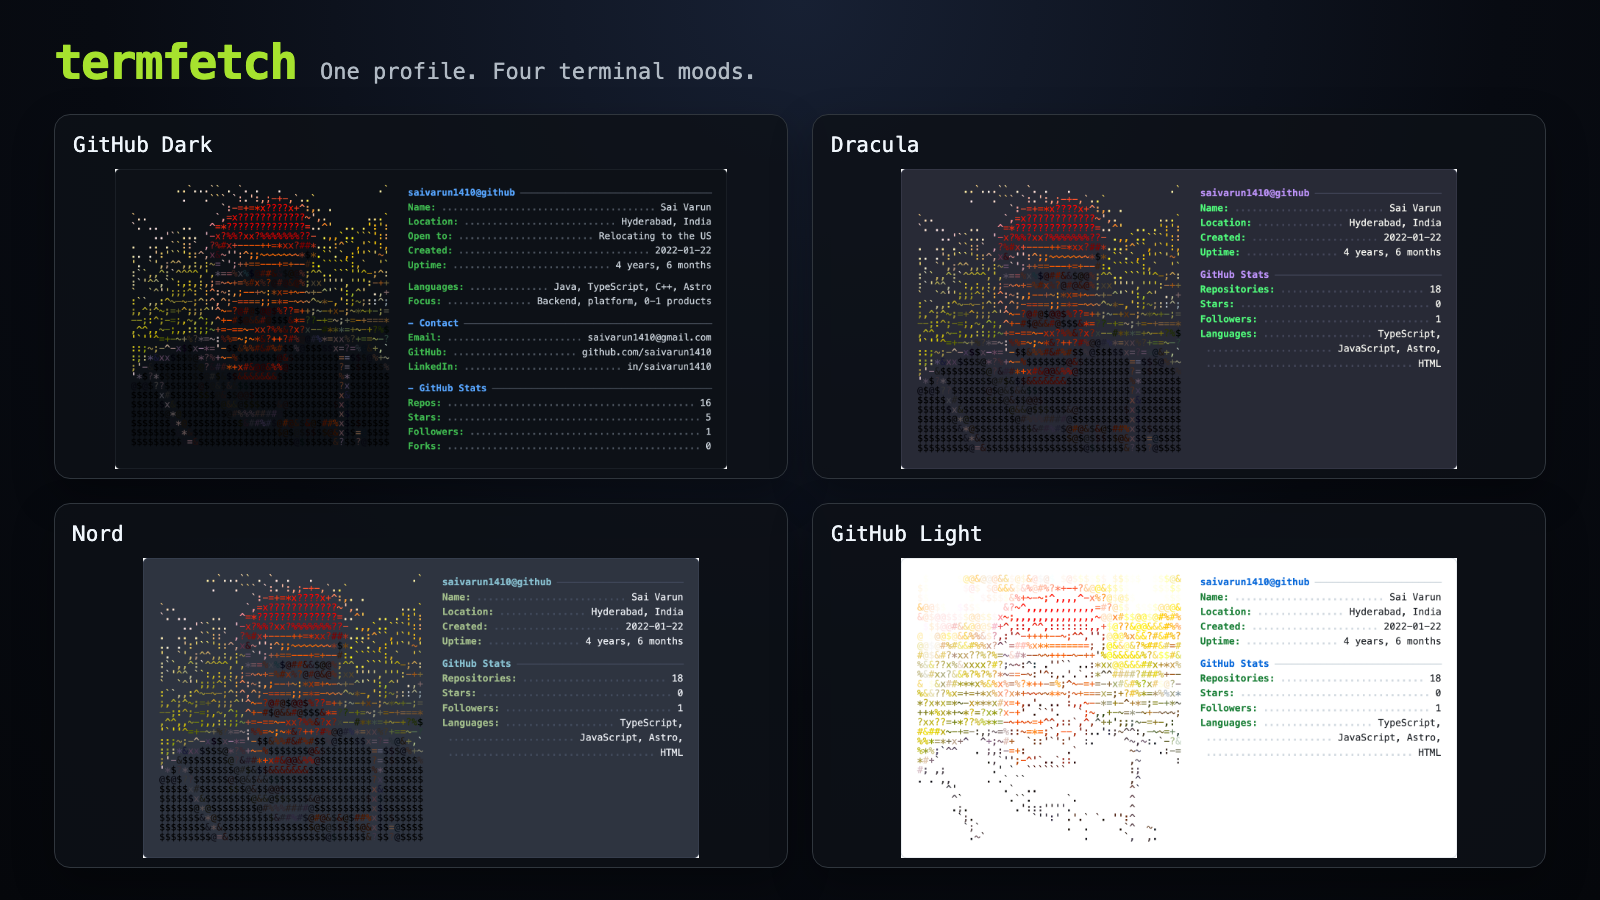 termfetch One profile. Four terminal moods.
GitHub Dark
saivarun1410@github
Name: Sai Varun
Location: Hyderabad, India
Open to: Relocating to the US
Created: 2022-01-22
Uptime: 4 years, 6 months
Languages: Java, TypeScript, C++, Astro
Focus: Backend, platform, 0-1 products
- Contact
Email: saivarun1410@gmail.com
GitHub: github.com/saivarun1410
LinkedIn: in/saivarun1410
- GitHub Stats
Repos: 16
Stars: 5
Followers: 1
Forks: 0
Dracula
saivarun1410@github
Name: Sai Varun
Location: Hyderabad, India
Created: 2022-01-22
Uptime: 4 years, 6 months
GitHub Stats
Repositories: 18
Stars: 0
Followers: 1
Languages: TypeScript,
JavaScript, Astro,
HTML
Nord
saivarun1410@github
Name: Sai Varun
Location: Hyderabad, India
Created: 2022-01-22
Uptime: 4 years, 6 months
GitHub Stats
Repositories: 18
Stars: 0
Followers: 1
Languages: TypeScript,
JavaScript, Astro,
HTML
GitHub Light
saivarun1410@github
Name: Sai Varun
Location: Hyderabad, India
Created: 2022-01-22
Uptime: 4 years, 6 months
GitHub Stats
Repositories: 18
Stars: 0
Followers: 1
Languages: TypeScript,
JavaScript, Astro,
HTML